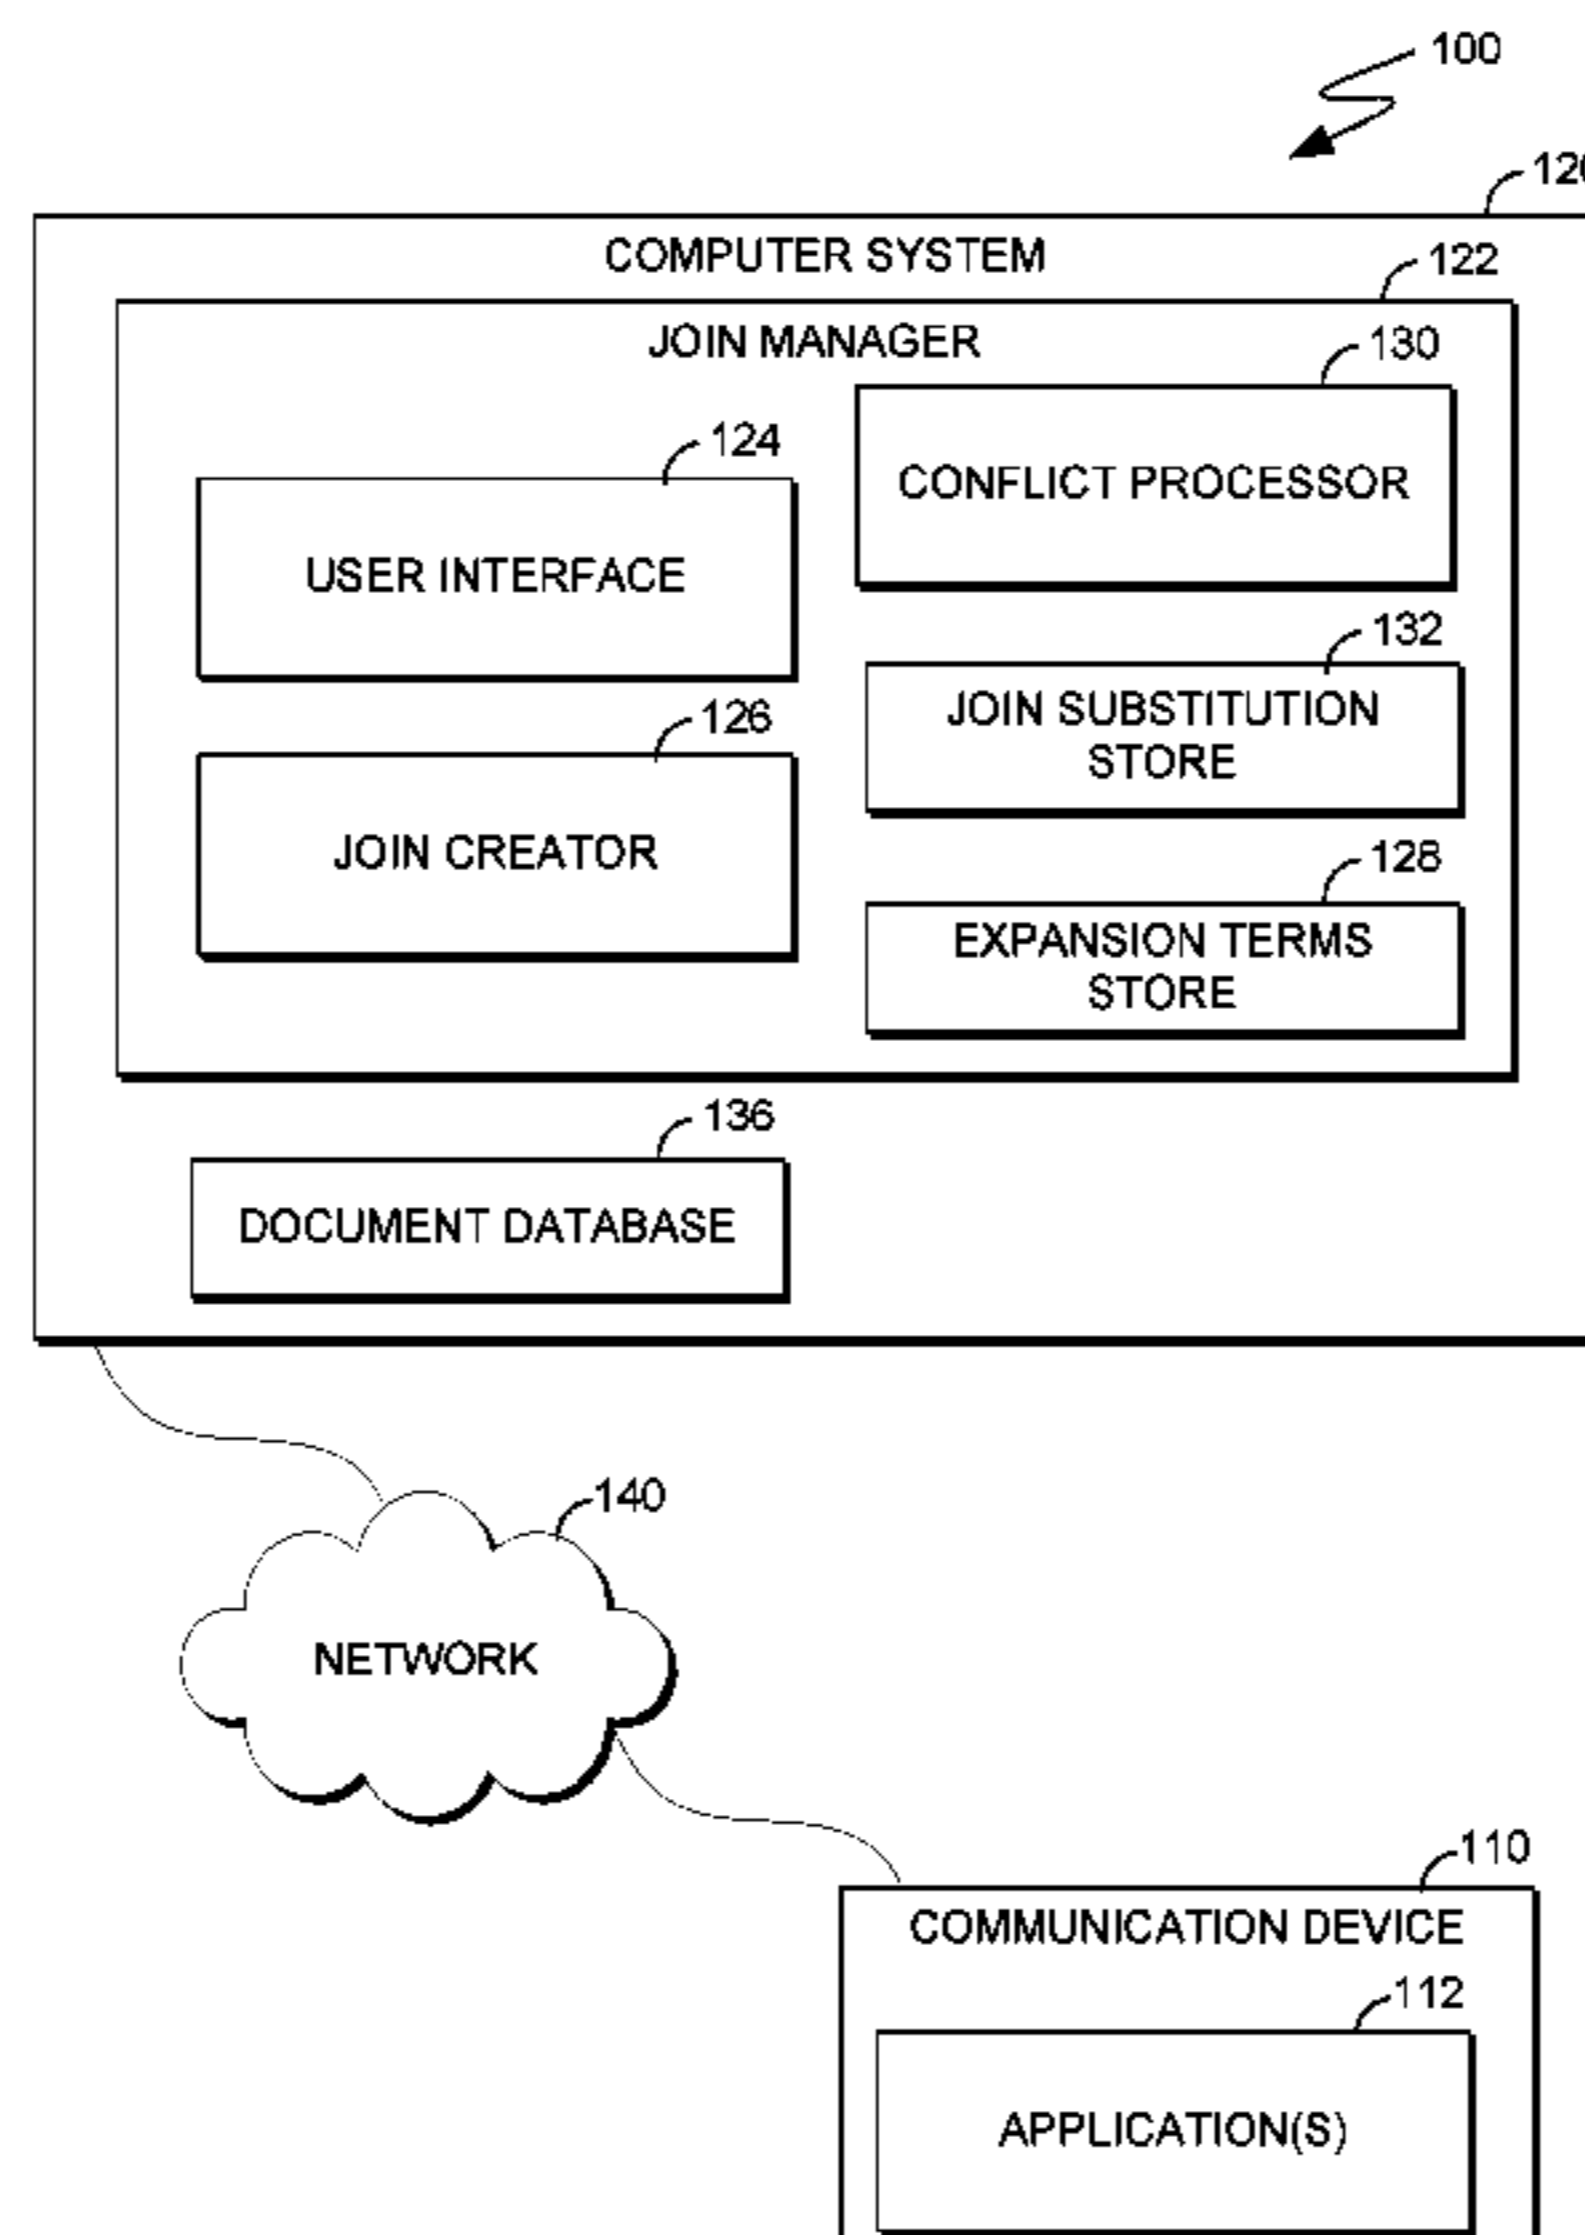 100
COMPUTER SYSTEM
122
JOIN MANAGER
130
124
CONFLICT PROCESSOR
USER INTERFACE
132
JOIN SUBSTITUTION
STORE
126
JOIN CREATOR
128
EXPANSION TERMS
STORE
136
DOCUMENT DATABASE
140
NETWORK
110
COMMUNICATION DEVICE
112
APPLICATION(S)